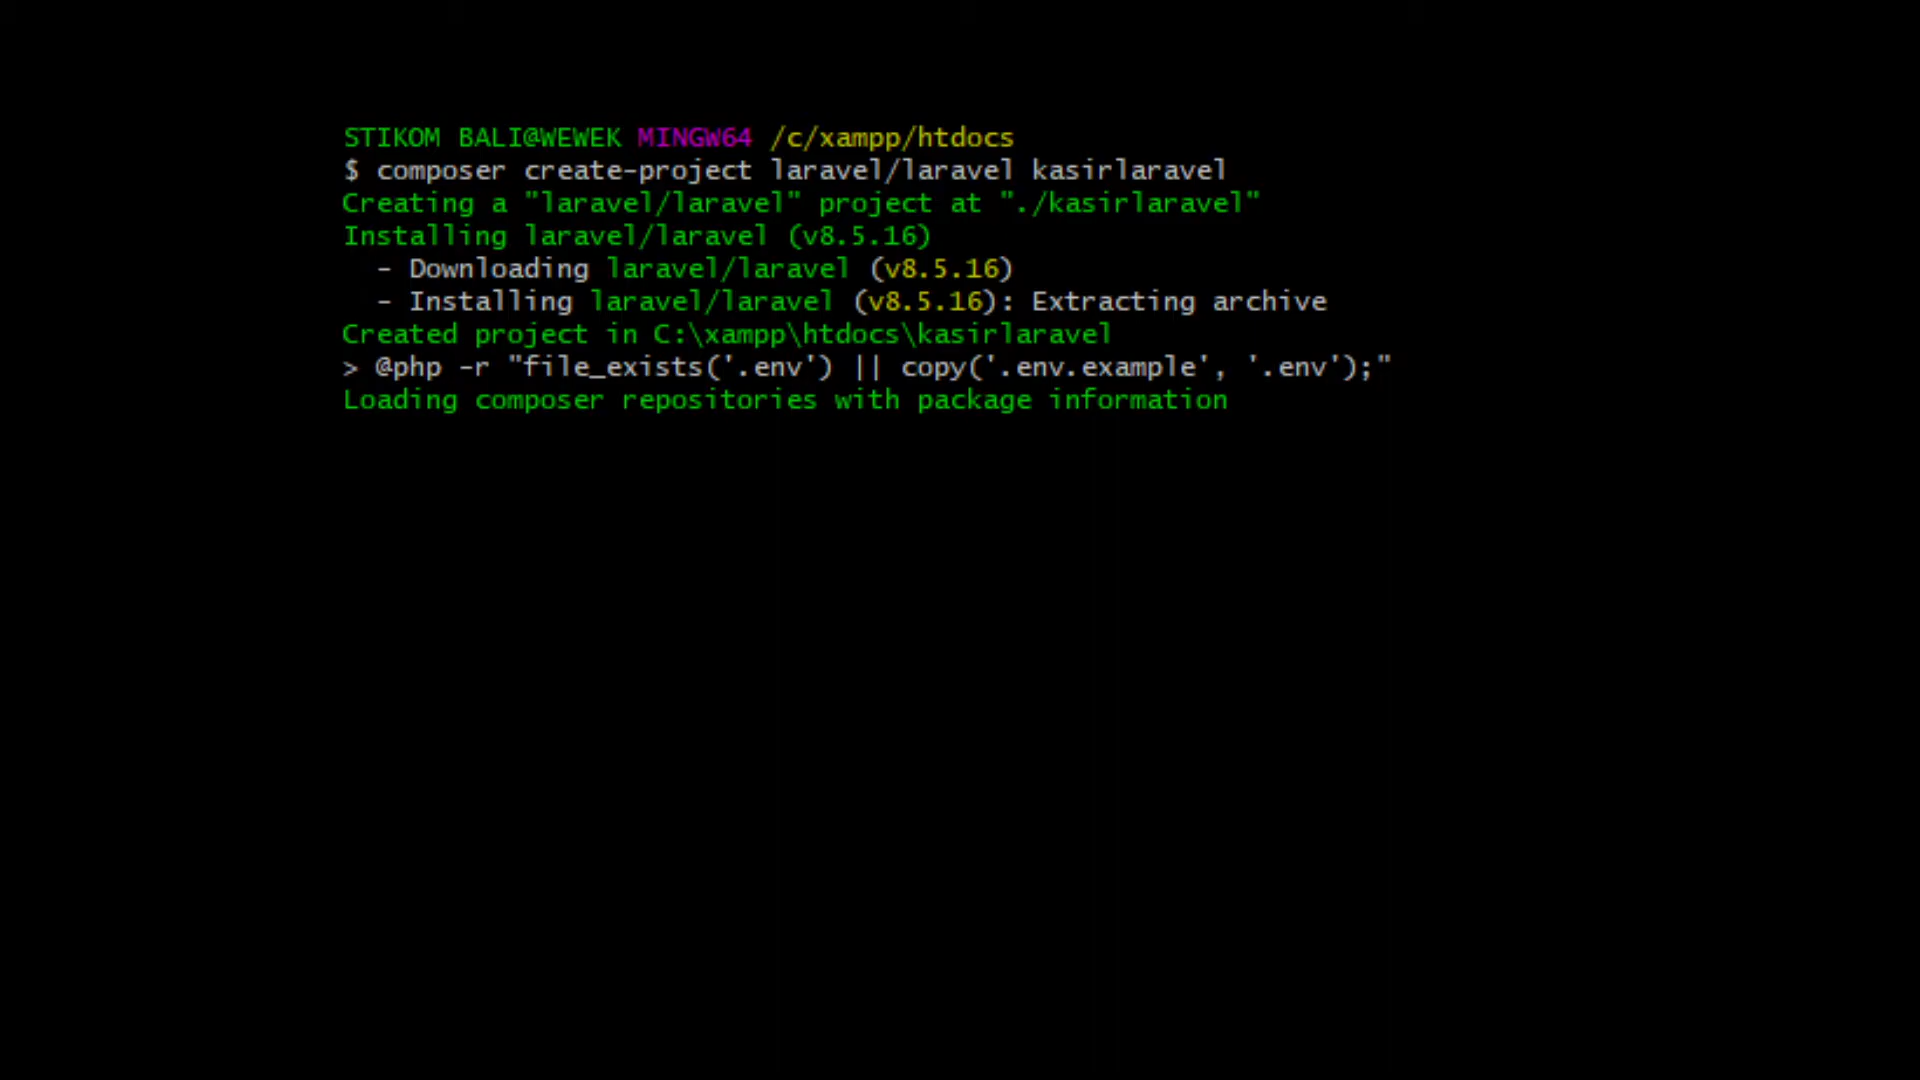 STIKOM BALI@WEWEK MINGW64 /c/xampp/htdocs
$ composer create-project laravel/laravel kasirlaravel
Creating a "laravel/laravel" project at "./kasirlaravel"
Installing laravel/laravel (v8.5.16)
  - Downloading laravel/laravel (v8.5.16)
  - Installing laravel/laravel (v8.5.16): Extracting archive
Created project in C:\xampp\htdocs\kasirlaravel
> @php -r "file_exists('.env') || copy('.env.example', '.env');"
Loading composer repositories with package information